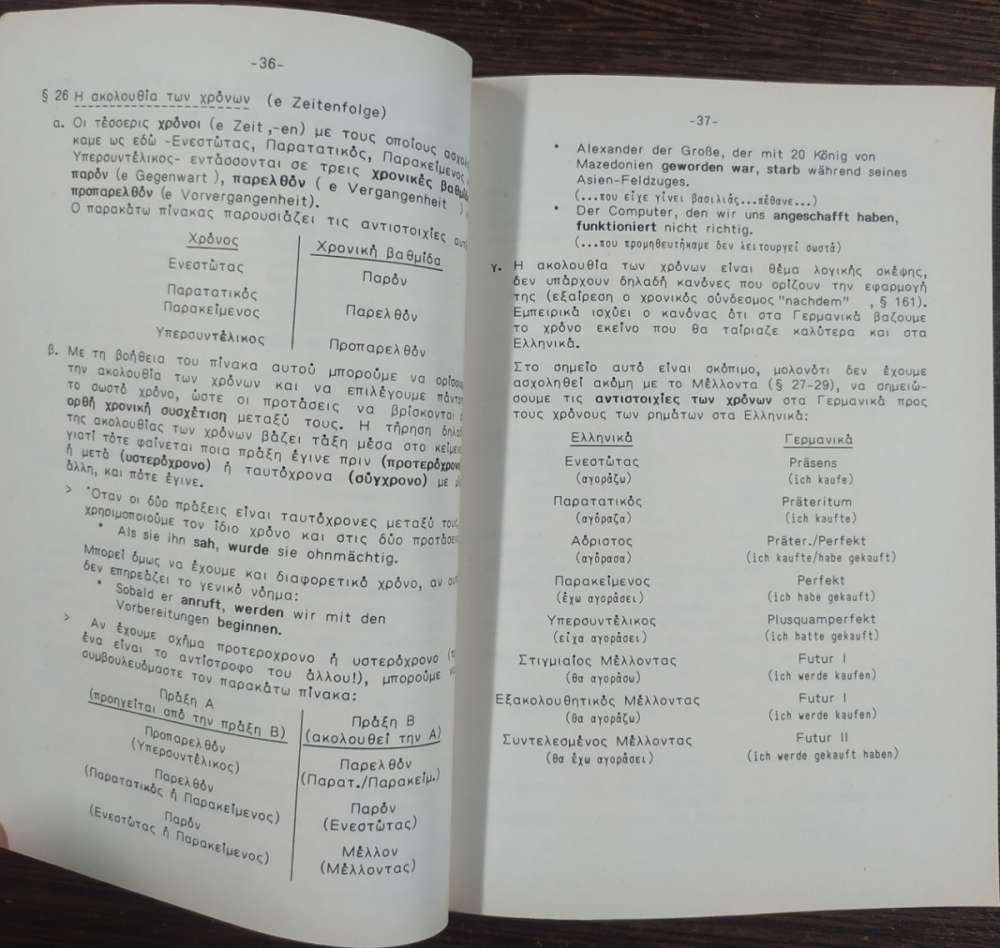 -36-
§ 26 Η ακολουθία των χρόνων (e Zeitenfolge)
α. Οι τέσσερις χρόνοι (e Zeit,-en) με τους οποίους
καμε ως εδώ -Ενεστώτας, Παρατατικός, Παρακείμενος,
Υπερσυντέλικος- εντάσσονται σε τρεις χρονικές
παρόν (e Gegenwart), παρελθόν ( e Vergangenheit )
προπαρελθόν (e Vorvergangenheit).
Ο παρακάτω πίνακας παρουσιάζει τις αντιστοιχίες
Χρόνος Χρονική βαθμίδα
Ενεστώτας Παρόν
Παρατατικός
Παρακείμενος Παρελθόν
Υπερσυντέλικος Προπαρελθόν
β. Με τη βοήθεια του πίνακα αυτού μπορούμε να
την ακολουθία των χρόνων και να επιλέγουμε
το σωστό χρόνο, ώστε οι προτάσεις να βρίσκονται
ορθή χρονική συσχέτιση μεταξύ τους. Η τήρηση
της ακολουθίας των χρόνων βάζει τάξη μέσα στο
γιατί τότε φαίνεται ποια πράξη έγινε πριν (προτερόχρονο
ή μετά (υστερόχρονο) ή ταυτόχρονα (σύγχρονο) με
άλλη, και πότε έγινε.
> Όταν οι δύο πράξεις είναι ταυτόχρονες μεταξύ τους
χρησιμοποιούμε τον ίδιο χρόνο και στις δύο
* Als sie ihn sah, wurde sie ohnmächtig.
Μπορεί όμως να έχουμε και διαφορετικό χρόνο, αν
δεν επηρεάζει το γενικό νόημα:
* Sobald er anruft, werden wir mit den
Vorbereitungen beginnen.
> Αν έχουμε σχήμα προτερόχρονο ή υστερόχρονο
ένα είναι το αντίστροφο του άλλου!), μπορούμε
συμβουλευόμαστε τον παρακάτω πίνακα:
Πράξη Α Πράξη Β
(προηγείται από την πράξη Β) (ακολουθεί την Α)
Προπαρελθόν Παρελθόν
(Υπερσυντέλικος) (Παρατ./Παρακείμ.)
Παρελθόν Παρόν
(Παρατατικός ή Παρακείμενος) (Ενεστώτας)
Παρόν Μέλλον
(Ενεστώτας ή Παρακείμενος) (Μέλλοντας)
-37-
* Alexander der Große, der mit 20 König von
Mazedonien geworden war, starb während seines
Asien-Feldzuges.
(...που είχε γίνει βασιλιάς...πέθανε...)
* Der Computer, den wir uns angeschafft haben,
funktioniert nicht richtig.
(...που προμηθευτήκαμε δεν λειτουργεί σωστά)
γ. Η ακολουθία των χρόνων είναι θέμα λογικής σκέψης,
δεν υπάρχουν δηλαδή κανόνες που ορίζουν την εφαρμογή
της (εξαίρεση ο χρονικός σύνδεσμος "nachdem" , § 161).
Εμπειρικά ισχύει ο κανόνας ότι στα Γερμανικά βάζουμε
το χρόνο εκείνο που θα ταίριαζε καλύτερα και στα
Ελληνικά.
Στο σημείο αυτό είναι σκόπιμο, μολονότι δεν έχουμε
ασχοληθεί ακόμη με το Μέλλοντα (§ 27-29), να σημειώ-
σουμε τις αντιστοιχίες των χρόνων στα Γερμανικά προς
τους χρόνους των ρημάτων στα Ελληνικά:
Ελληνικά Γερμανικά
Ενεστώτας Präsens
(αγοράζω) (ich kaufe)
Παρατατικός Präteritum
(αγόραζα) (ich kaufte)
Αόριστος Präter./Perfekt
(αγόρασα) (ich kaufte/habe gekauft)
Παρακείμενος Perfekt
(έχω αγοράσει) (ich habe gekauft)
Υπερσυντέλικος Plusquamperfekt
(είχα αγοράσει) (ich hatte gekauft)
Στιγμιαίος Μέλλοντας Futur I
(θα αγοράσω) (ich werde kaufen)
Εξακολουθητικός Μέλλοντας Futur I
(θα αγοράζω) (ich werde kaufen)
Συντελεσμένος Μέλλοντας Futur II
(θα έχω αγοράσει) (ich werde gekauft haben)